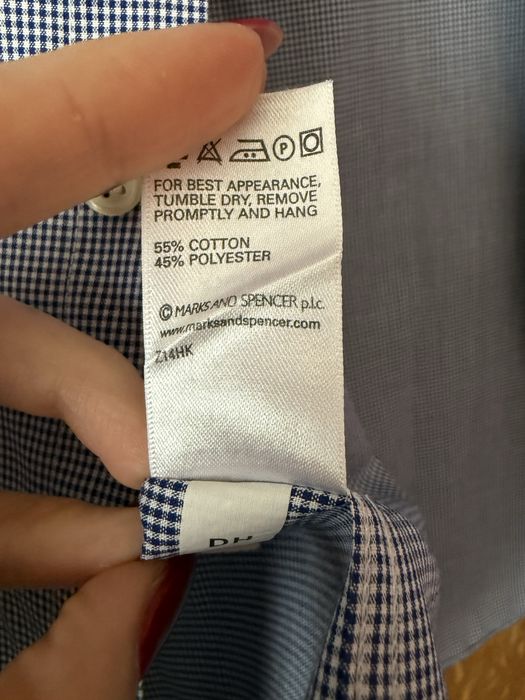 P
FOR BEST APPEARANCE,
TUMBLE DRY, REMOVE
PROMPTLY AND HANG
55% COTTON
45% POLYESTER
© MARKS AND SPENCER p.l.c.
www.marksandspencer.com
Z14HK
DH